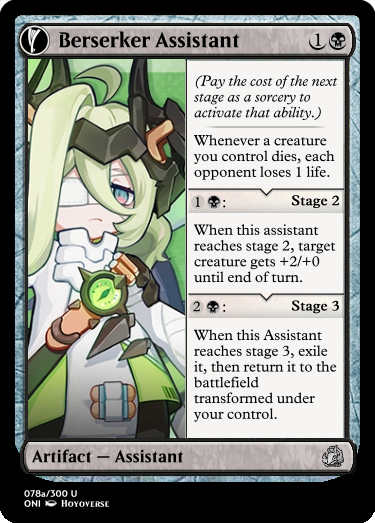 Berserker Assistant 1
(Pay the cost of the next
stage as a sorcery to
activate that ability.)
Whenever a creature
you control dies, each
opponent loses 1 life.
1 : Stage 2
When this assistant
reaches stage 2, target
creature gets +2/+0
until end of turn.
2 : Stage 3
When this Assistant
reaches stage 3, exile it,
then return it to the
battlefield
transformed under
your control.
Artifact — Assistant
078a/300 U
ONI HOYOVERSE